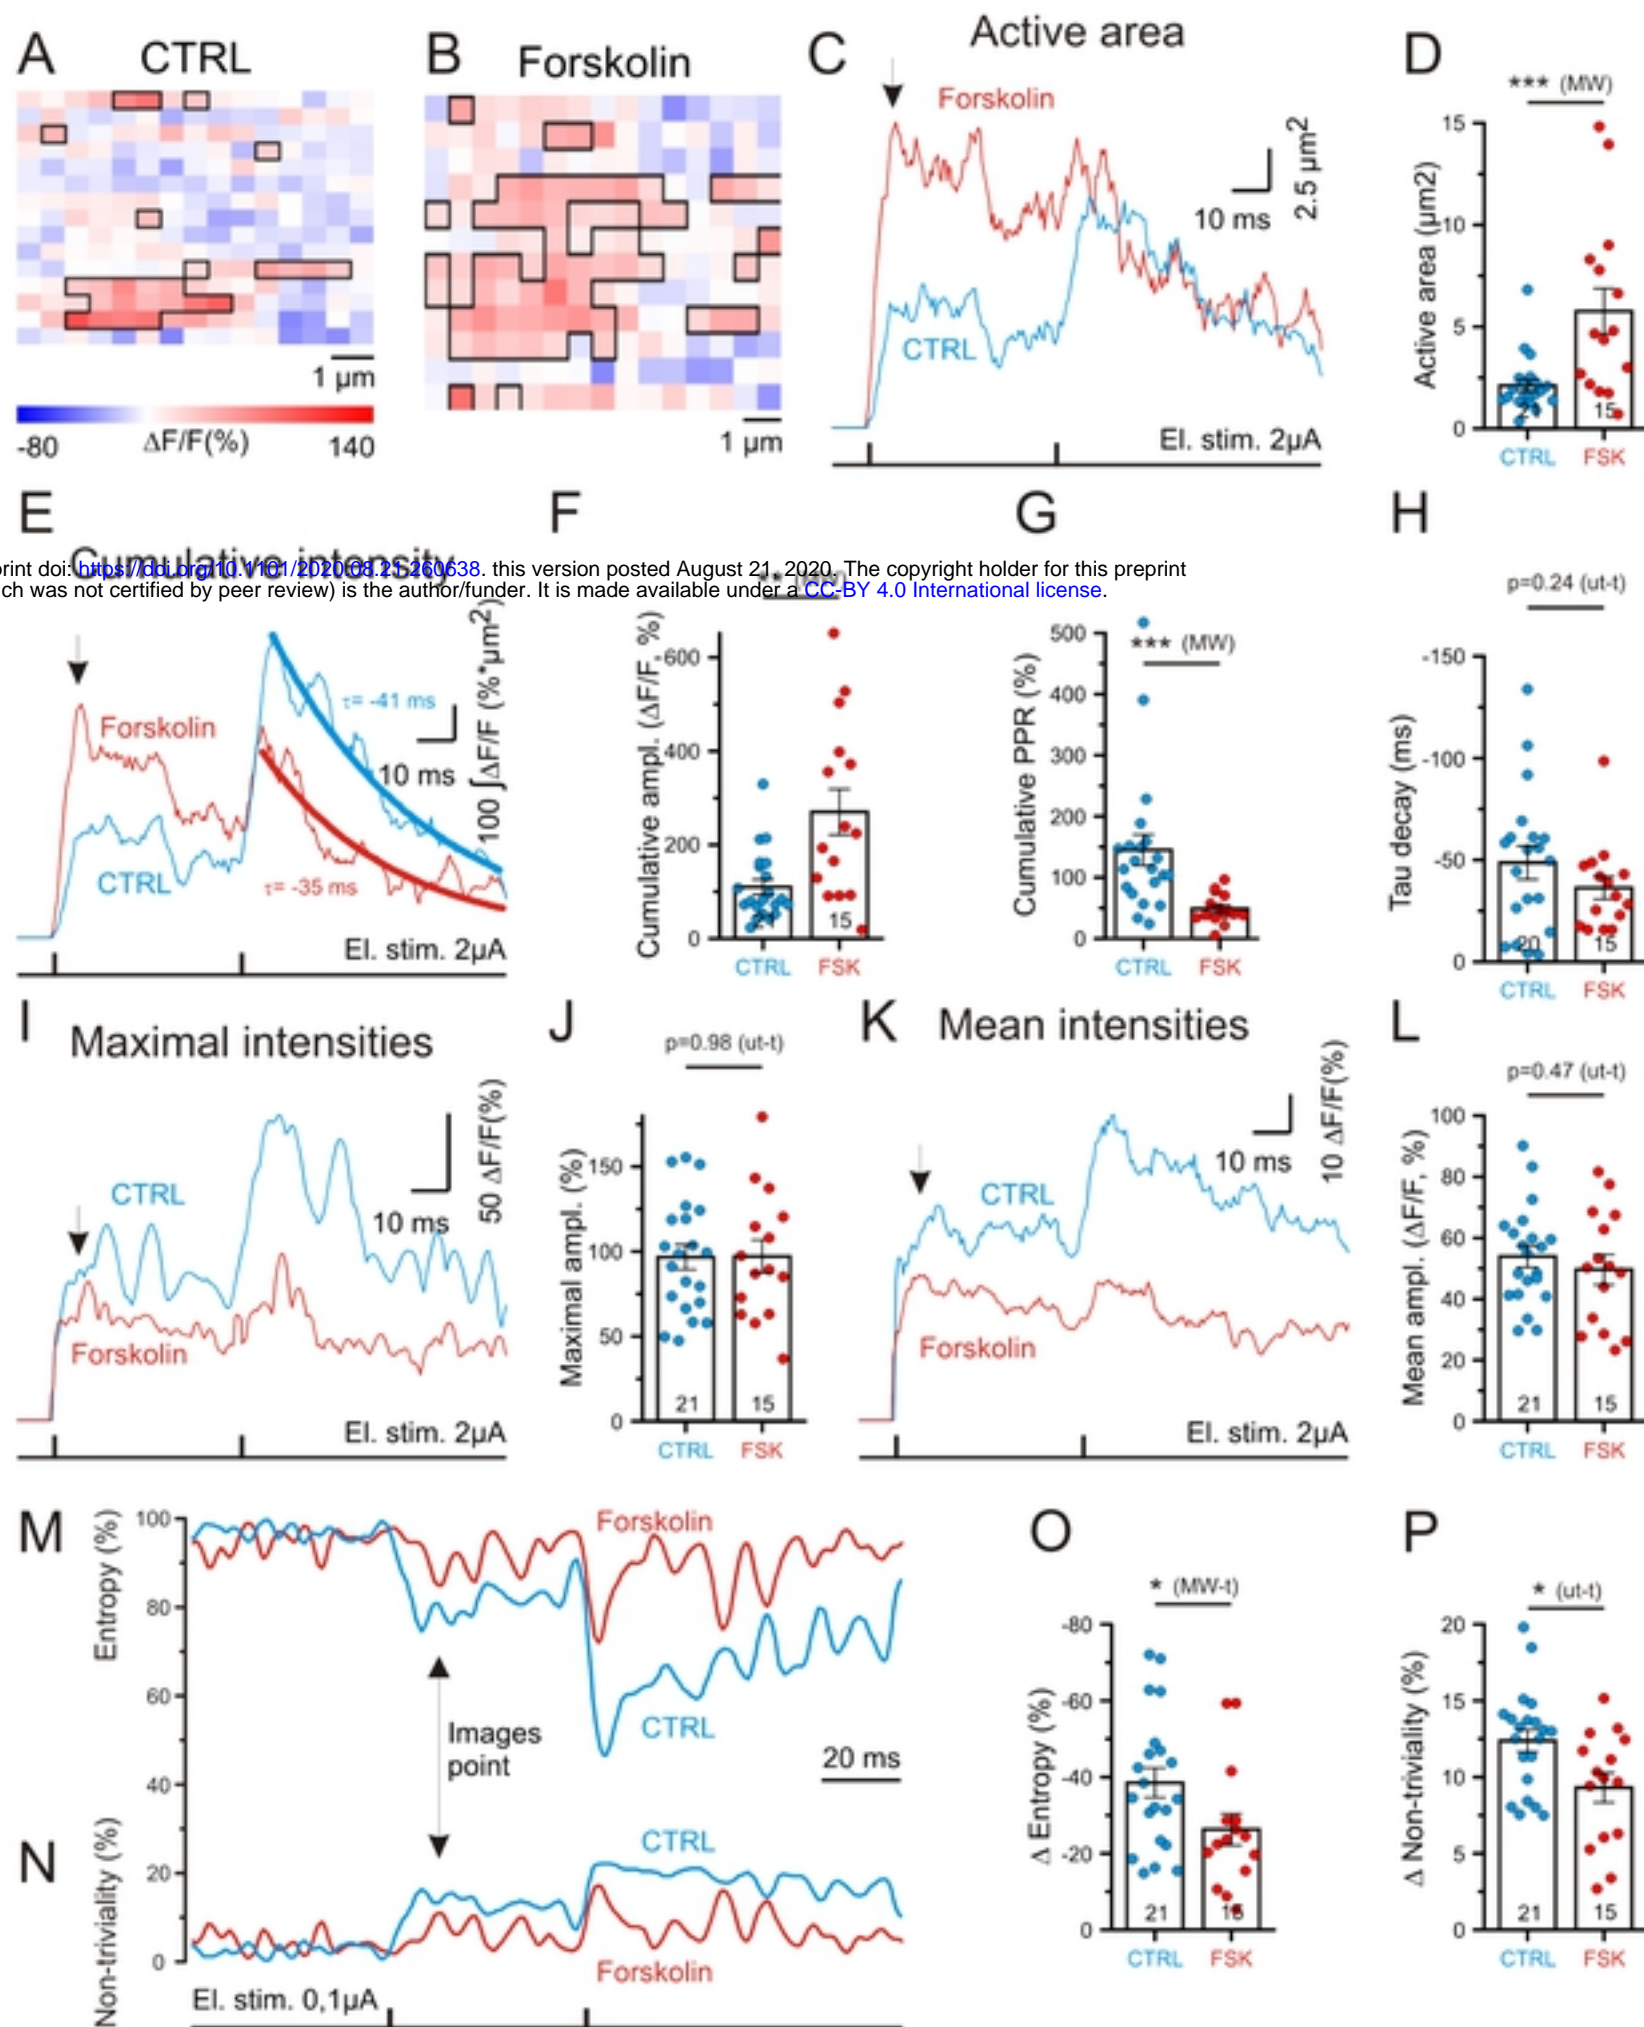 A
CTRL
B
Forskolin
C
Active area
D
*** (MW)
Forskolin
10 ms
2.5 µm2
CTRL
El. stim. 2µA
Active area (µm2)
15
10
5
0
21
15
CTRL
FSK
1 µm
-80
ΔF/F(%)
140
1 µm
E
F
G
H
Cumulative intensity
print doi: https://doi.org/10.1101/2020.08.21.260638. this version posted August 21, 2020. The copyright holder for this preprint
ch was not certified by peer review) is the author/funder. It is made available under a CC-BY 4.0 International license.
Forskolin
CTRL
τ= -41 ms
10 ms
100 ∫ΔF/F (%*µm2)
τ= -35 ms
El. stim. 2µA
** (MW)
Cumulative ampl. (ΔF/F, %)
-600
400
200
0
15
CTRL
FSK
*** (MW)
Cumulative PPR (%)
500
400
300
200
100
0
CTRL
FSK
p=0.24 (ut-t)
Tau decay (ms)
-150
-100
-50
0
20
15
CTRL
FSK
I
Maximal intensities
J
K
Mean intensities
L
CTRL
10 ms
50 ΔF/F(%)
Forskolin
El. stim. 2µA
p=0.98 (ut-t)
Maximal ampl. (%)
150
100
50
0
21
15
CTRL
FSK
CTRL
10 ms
10 ΔF/F(%)
Forskolin
El. stim. 2µA
p=0.47 (ut-t)
Mean ampl. (ΔF/F, %)
100
80
60
40
20
0
21
15
CTRL
FSK
M
Entropy (%)
100
80
60
40
Forskolin
CTRL
Images
point
20 ms
N
Non-triviality (%)
20
0
CTRL
Forskolin
El. stim. 0,1µA
O
* (MW-t)
Δ Entropy (%)
-80
-60
-40
-20
0
21
15
CTRL
FSK
P
* (ut-t)
Δ Non-triviality (%)
20
15
10
5
0
21
15
CTRL
FSK